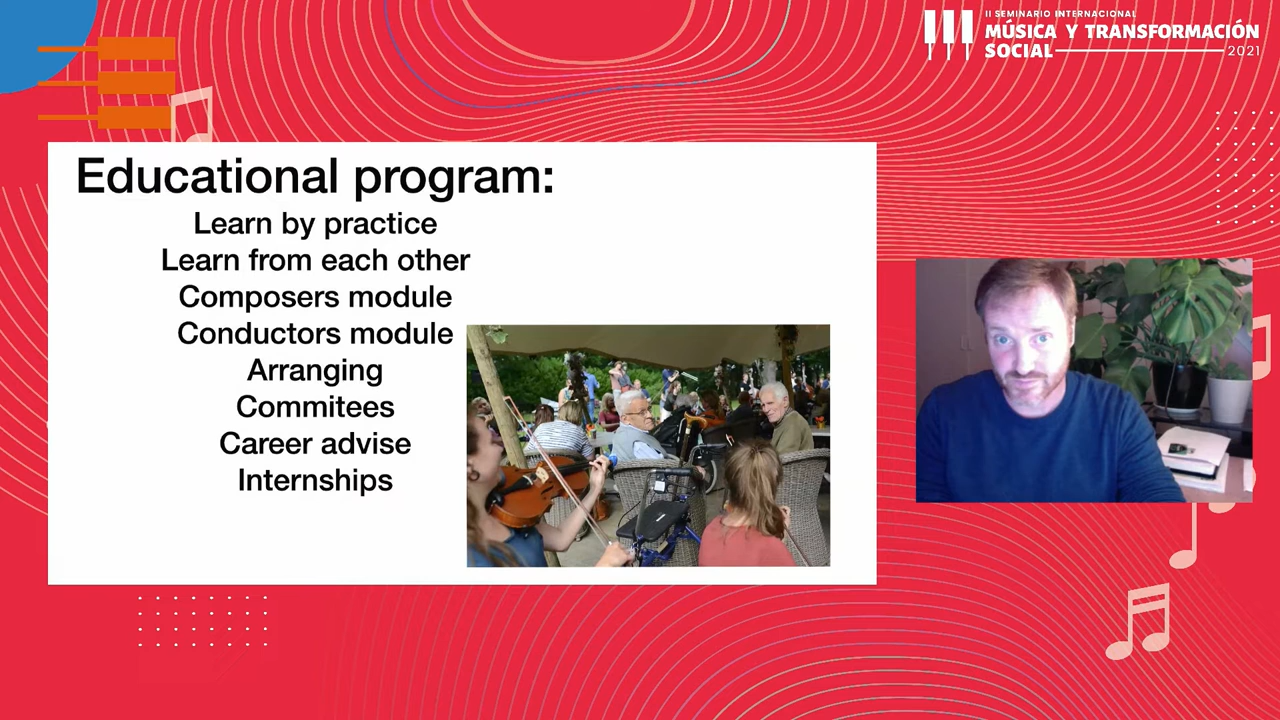 II SEMINARIO INTERNACIONAL
MÚSICA Y TRANSFORMACIÓN
SOCIAL
2021
Educational program:
Learn by practice
Learn from each other
Composers module
Conductors module
Arranging
Commitees
Career advise
Internships